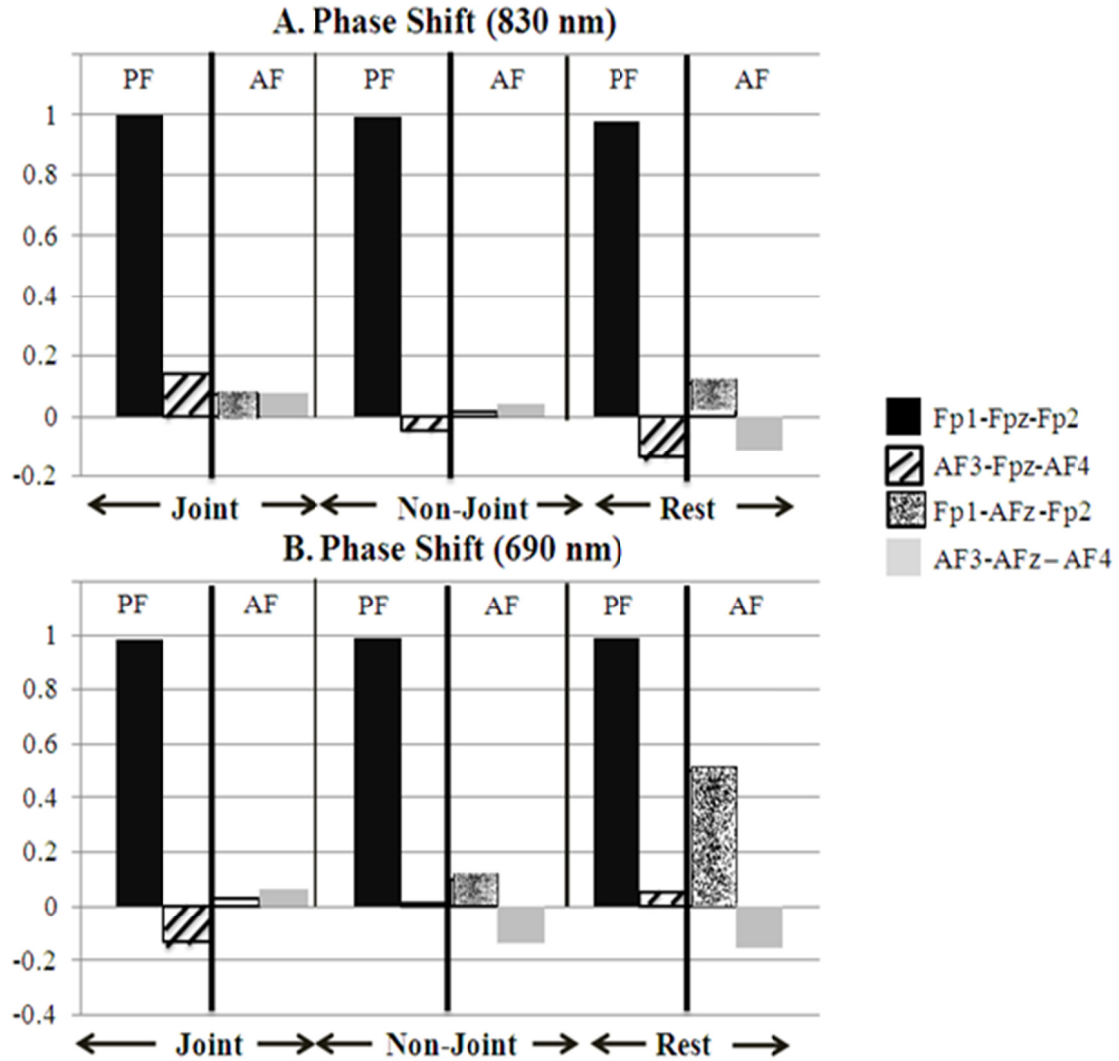 A. Phase Shift (830 nm)
PF AF PF AF PF AF
1
0.8
0.6
0.4
0.2
0
-0.2
Joint Non-Joint Rest
Fp1-Fpz-Fp2
AF3-Fpz-AF4
Fp1-AFz-Fp2
AF3-AFz–AF4
B. Phase Shift (690 nm)
PF AF PF AF PF AF
1
0.8
0.6
0.4
0.2
0
-0.2
-0.4
Joint Non-Joint Rest